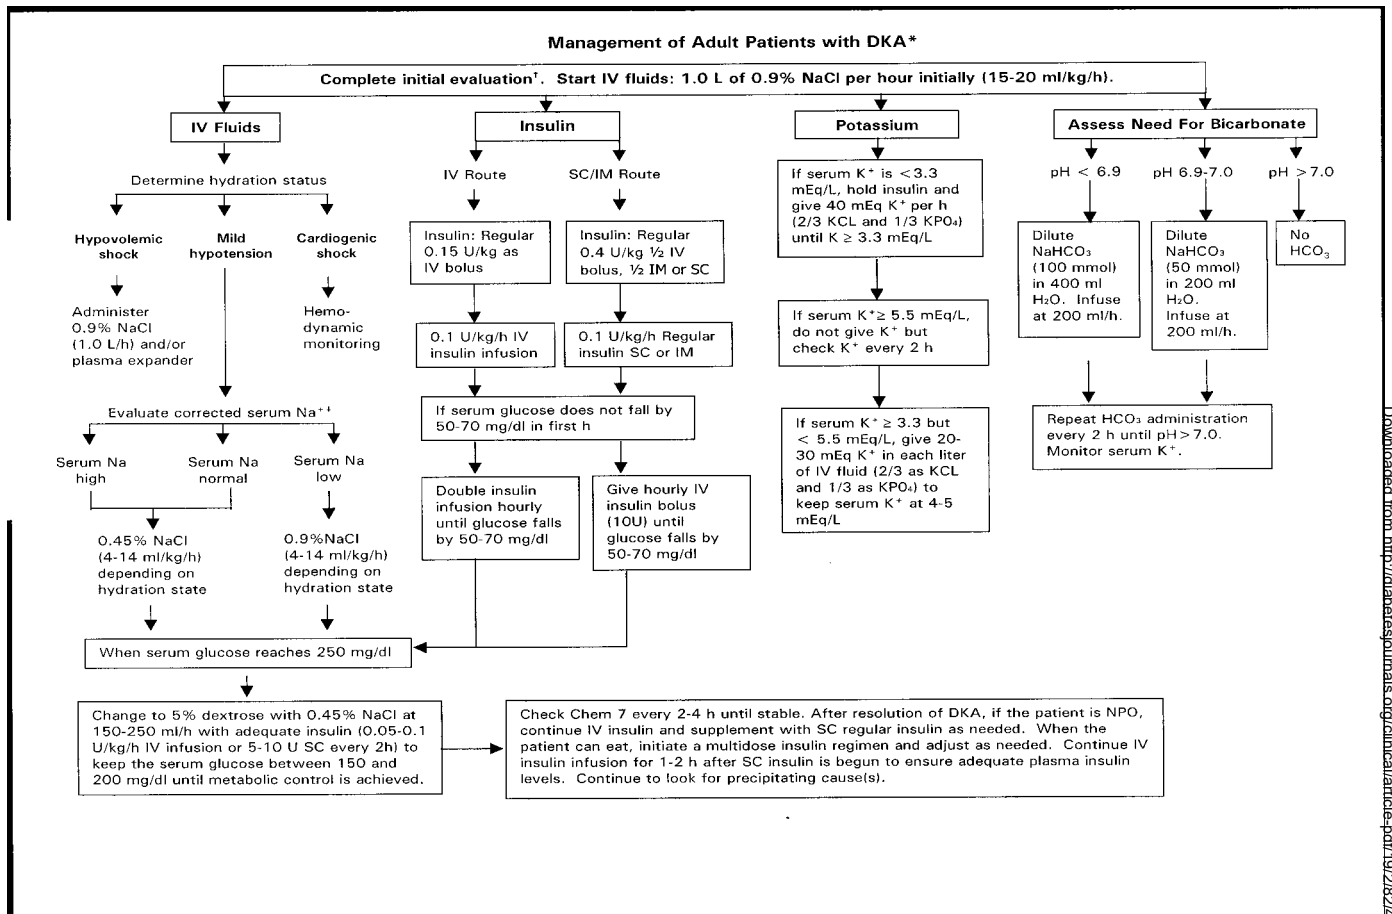 Management of Adult Patients with DKA*
Complete initial evaluation†. Start IV fluids: 1.0 L of 0.9% NaCl per hour initially (15-20 ml/kg/h).
IV Fluids
Determine hydration status
Hypovolemic
shock
Mild
hypotension
Cardiogenic
shock
Administer
0.9% NaCl
(1.0 L/h) and/or
plasma expander
Hemo-
dynamic
monitoring
Evaluate corrected serum Na⁺‡
Serum Na
high
Serum Na
normal
Serum Na
low
0.45% NaCl
(4-14 ml/kg/h)
depending on
hydration state
0.9%NaCl
(4-14 ml/kg/h)
depending on
hydration state
Insulin
IV Route
SC/IM Route
Insulin: Regular
0.15 U/kg as
IV bolus
Insulin: Regular
0.4 U/kg ½ IV
bolus, ½ IM or SC
0.1 U/kg/h IV
insulin infusion
0.1 U/kg/h Regular
insulin SC or IM
If serum glucose does not fall by
50-70 mg/dl in first h
Double insulin
infusion hourly
until glucose falls
by 50-70 mg/dl
Give hourly IV
insulin bolus
(10U) until
glucose falls by
50-70 mg/dl
Potassium
If serum K⁺ is <3.3
mEq/L, hold insulin and
give 40 mEq K⁺ per h
(2/3 KCL and 1/3 KPO₄)
until K ≥ 3.3 mEq/L
If serum K⁺≥ 5.5 mEq/L,
do not give K⁺ but
check K⁺ every 2 h
If serum K⁺ ≥ 3.3 but
< 5.5 mEq/L, give 20-
30 mEq K⁺ in each liter
of IV fluid (2/3 as KCL
and 1/3 as KPO₄) to
keep serum K⁺ at 4-5
mEq/L
Assess Need For Bicarbonate
pH < 6.9
pH 6.9-7.0
pH >7.0
Dilute
NaHCO₃
(100 mmol)
in 400 ml
H₂O. Infuse
at 200 ml/h.
Dilute
NaHCO₃
(50 mmol)
in 200 ml
H₂O.
Infuse at
200 ml/h.
No
HCO₃
Repeat HCO₃ administration
every 2 h until pH>7.0.
Monitor serum K⁺.
When serum glucose reaches 250 mg/dl
Change to 5% dextrose with 0.45% NaCl at
150-250 ml/h with adequate insulin (0.05-0.1
U/kg/h IV infusion or 5-10 U SC every 2h) to
keep the serum glucose between 150 and
200 mg/dl until metabolic control is achieved.
Check Chem 7 every 2-4 h until stable. After resolution of DKA, if the patient is NPO,
continue IV insulin and supplement with SC regular insulin as needed. When the
patient can eat, initiate a multidose insulin regimen and adjust as needed. Continue IV
insulin infusion for 1-2 h after SC insulin is begun to ensure adequate plasma insulin
levels. Continue to look for precipitating cause(s).
Downloaded from http://diabetesjournals.org/clinical/article-pdf/19/2/82/4